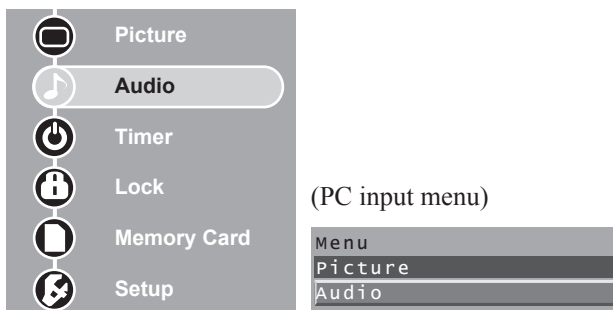 Picture
Audio
Timer
Lock
Memory Card
Setup
(PC input menu)
Menu
Picture
Audio